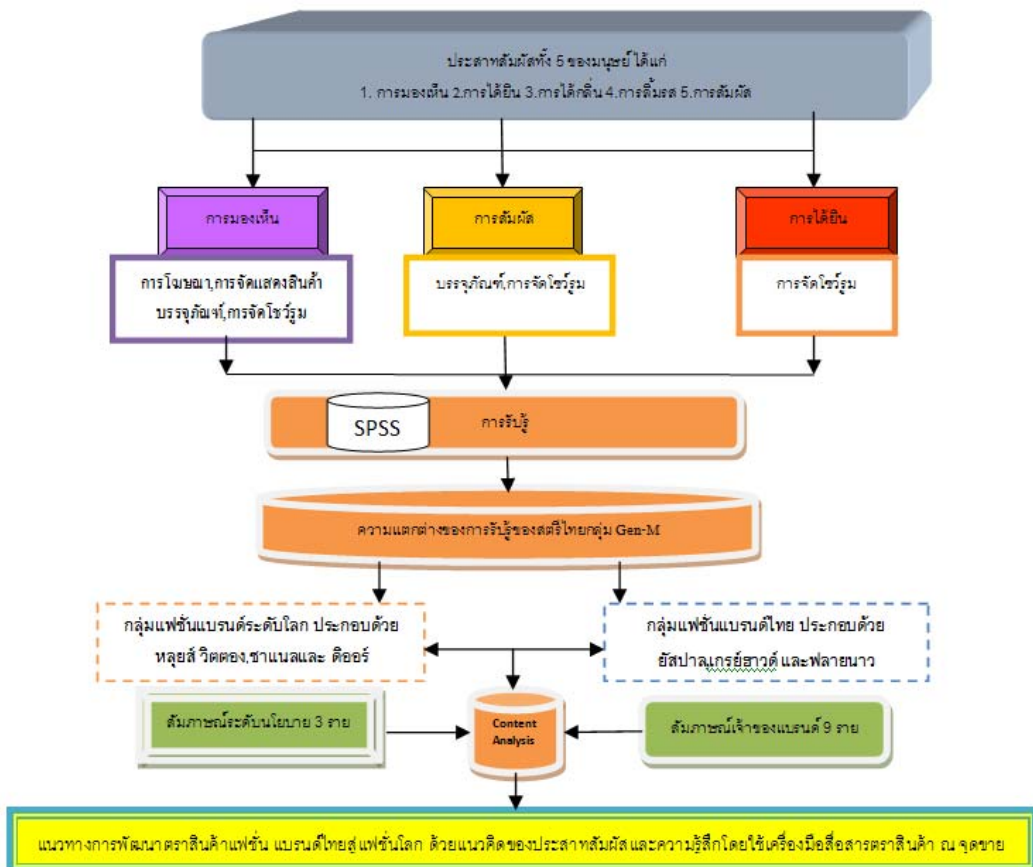 ประสาทสัมผัสทั้ง 5 ของมนุษย์ ได้แก่
1. การมองเห็น 2.การได้ยิน 3.การได้กลิ่น 4.การลิ้มรส 5.การสัมผัส
การมองเห็น
การสัมผัส
การได้ยิน
การโฆษณา,การจัดแสดงสินค้า
บรรจุภัณฑ์,การจัดโชว์รูม
บรรจุภัณฑ์,การจัดโชว์รูม
การจัดโชว์รูม
SPSS
การรับรู้
ความแตกต่างของการรับรู้ของสตรีไทยกลุ่ม Gen-M
กลุ่มแฟชั่นแบรนด์ระดับโลก ประกอบด้วย
หลุยส์ วิตตอง,ชาแนลและ ดิออร์
กลุ่มแฟชั่นแบรนด์ไทย ประกอบด้วย
ยัสปาลเกรย์ฮาวด์ และฟลายนาว
สัมภาษณ์ระดับนโยบาย 3 ราย
Content
Analysis
สัมภาษณ์เจ้าของแบรนด์ 9 ราย
แนวทางการพัฒนาตราสินค้าแฟชั่น แบรนด์ไทยสู่แฟชั่นโลก ด้วยแนวคิดของประสาทสัมผัสและความรู้สึกโดยใช้เครื่องมือสื่อสารตราสินค้า ณ จุดขาย